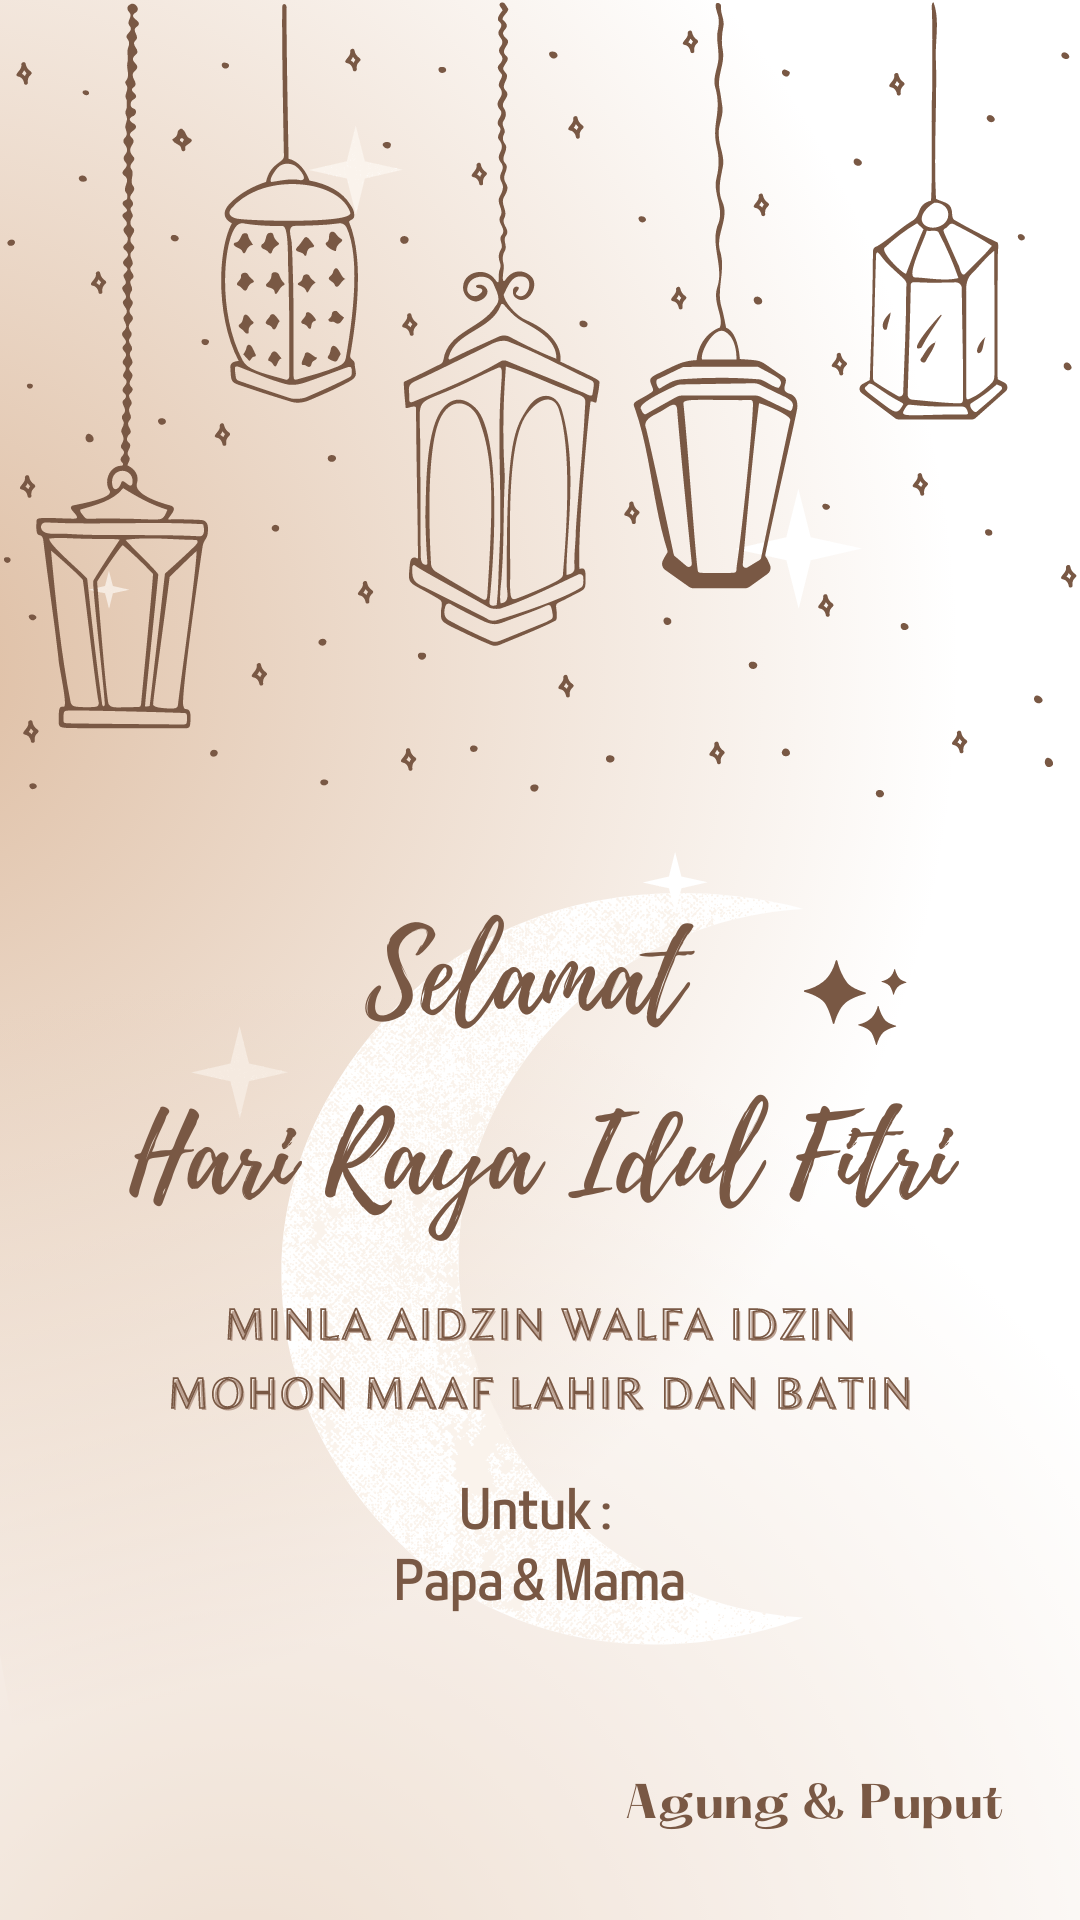 Selamat
Hari Raya Idul Fitri
MINLA AIDZIN WALFA IDZIN
MOHON MAAF LAHIR DAN BATIN
Untuk :
Papa & Mama
Agung & Puput